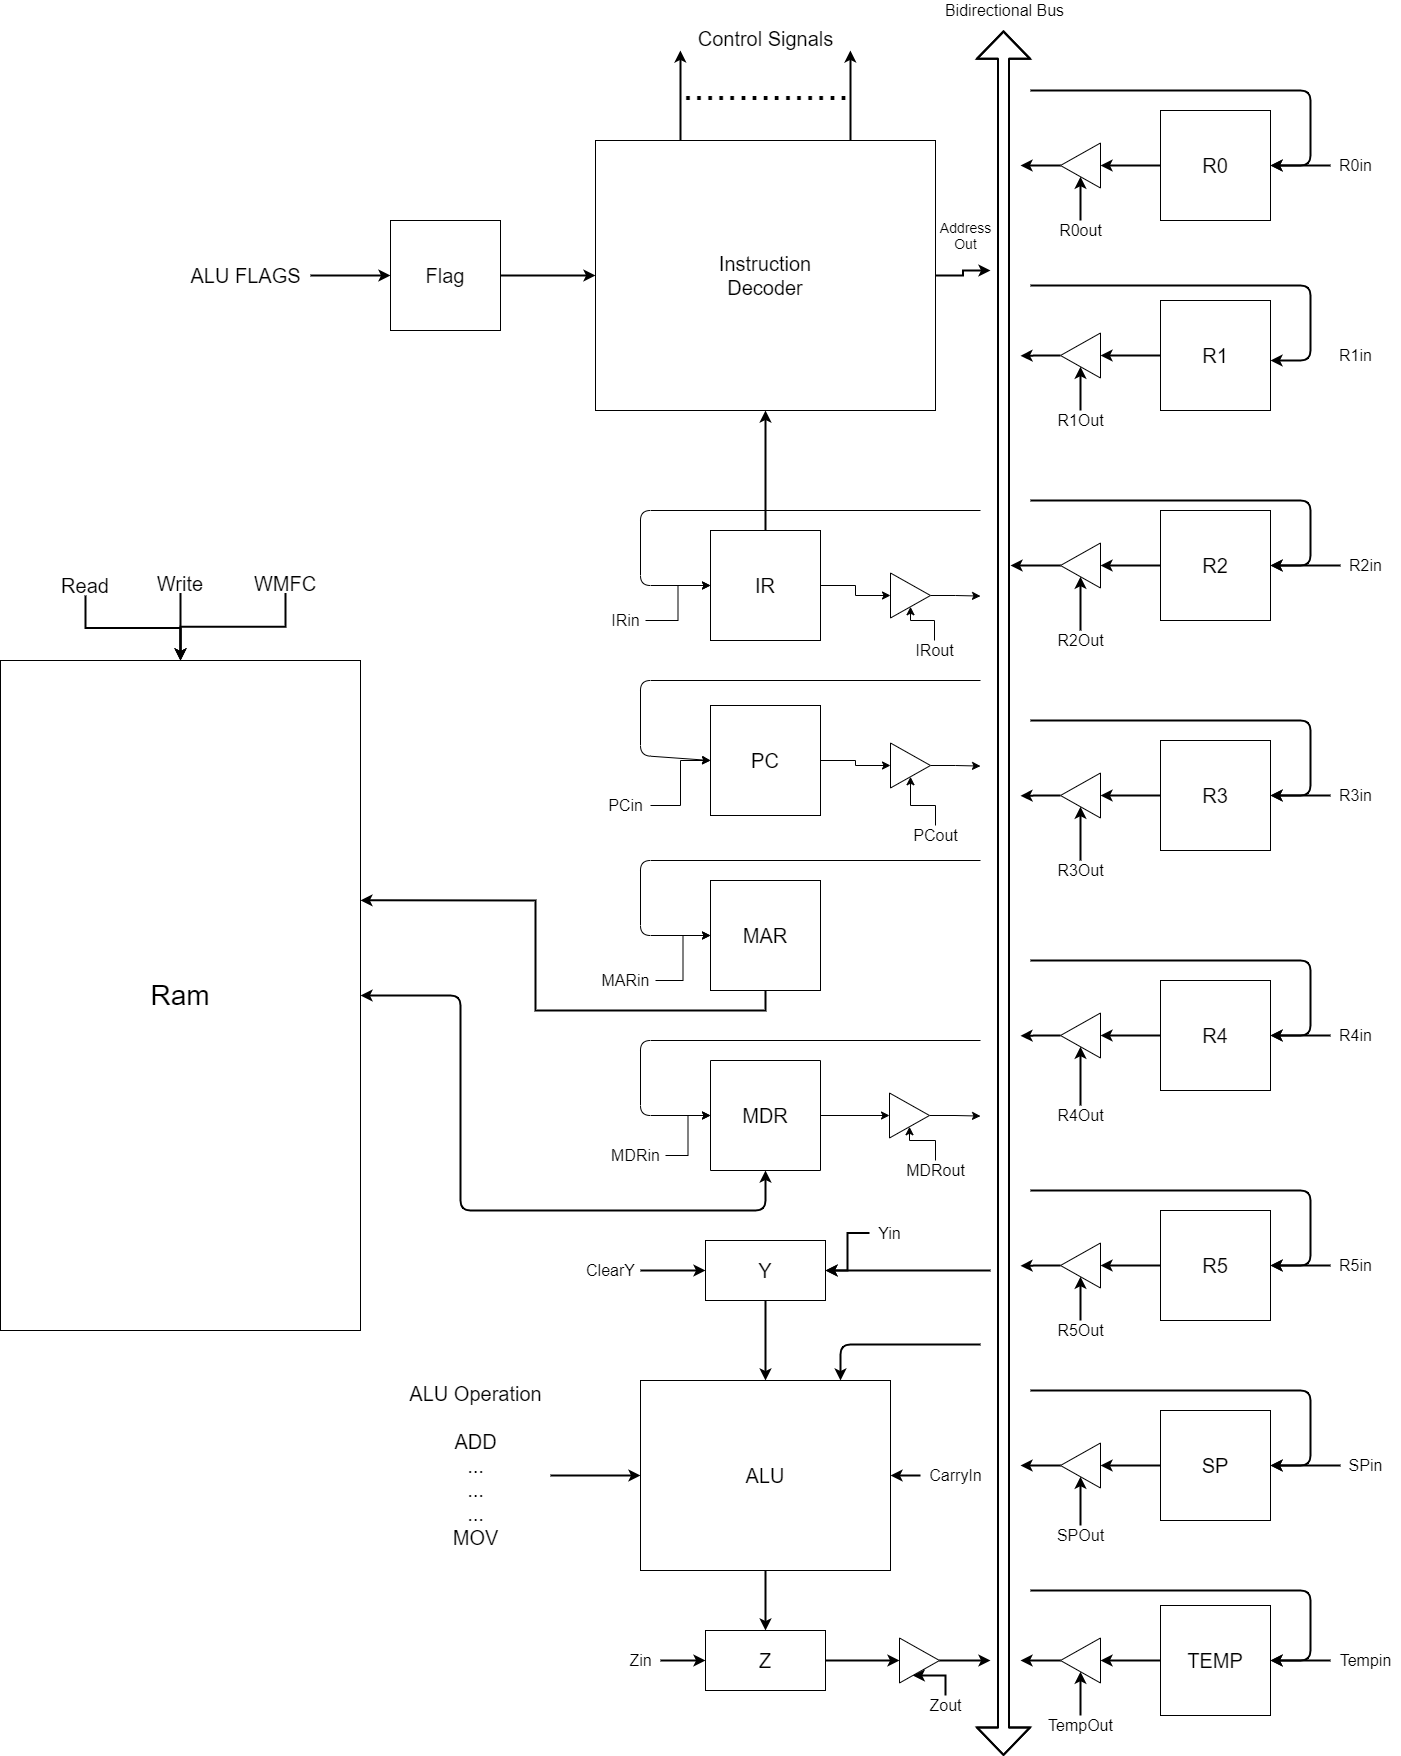 Bidirectional Bus
Control Signals
R0
R0in
R0out
Address
Out
ALU FLAGS
Flag
Instruction
Decoder
R1
R1in
R1Out
Read
Write
WMFC
IR
IRin
IRout
R2
R2in
R2Out
PC
PCin
PCout
R3
R3in
R3Out
MAR
MARin
Ram
R4
R4in
R4Out
MDR
MDRin
MDRout
Yin
ClearY
Y
R5
R5in
R5Out
ALU Operation
ADD
...
...
...
MOV
ALU
CarryIn
SP
SPin
SPOut
Zin
Z
Zout
TEMP
Tempin
TempOut